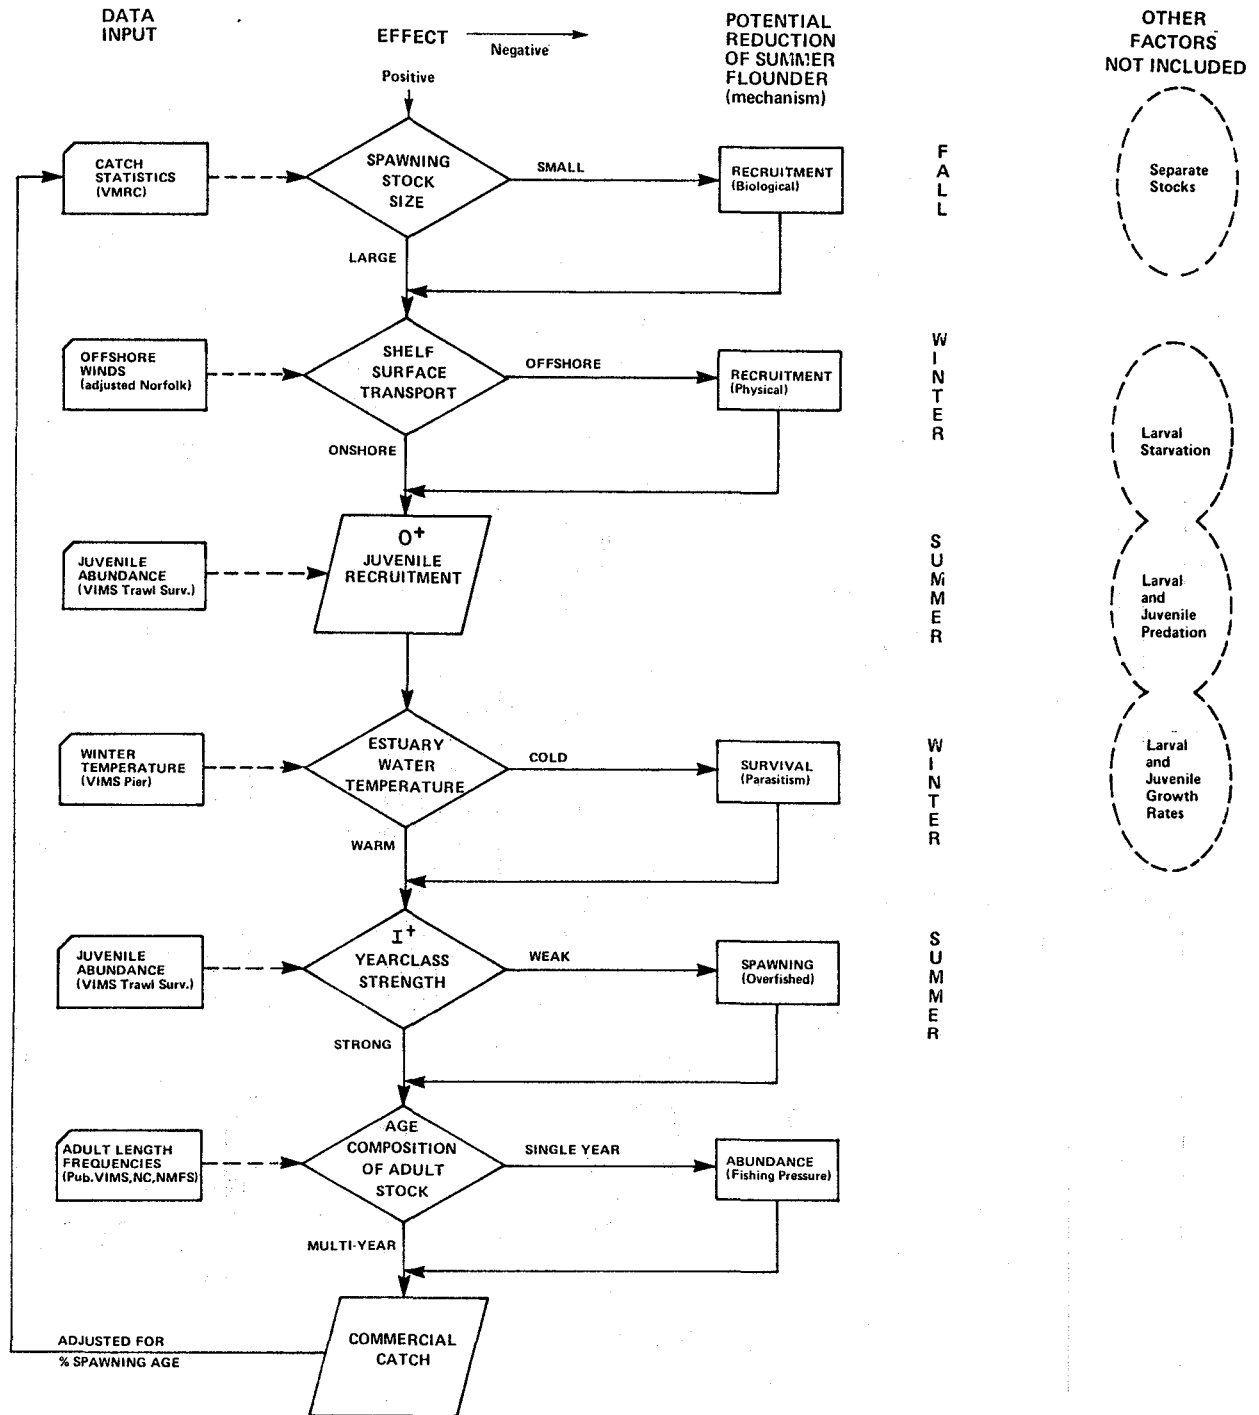 DATA
INPUT
EFFECT
Negative
Positive
POTENTIAL
REDUCTION
OF SUMMER
FLOUNDER
(mechanism)
OTHER
FACTORS
NOT INCLUDED
CATCH
STATISTICS
(VMRC)
SPAWNING
STOCK
SIZE
SMALL
RECRUITMENT
(Biological)
FALL
Separate
Stocks
LARGE
OFFSHORE
WINDS
(adjusted Norfolk)
SHELF
SURFACE
TRANSPORT
OFFSHORE
RECRUITMENT
(Physical)
WINTER
Larval
Starvation
ONSHORE
JUVENILE
ABUNDANCE
(VIMS Trawl Surv.)
O+
JUVENILE
RECRUITMENT
SUMMER
Larval
and
Juvenile
Predation
WINTER
TEMPERATURE
(VIMS Pier)
ESTUARY
WATER
TEMPERATURE
COLD
SURVIVAL
(Parasitism)
WINTER
Larval
and
Juvenile
Growth
Rates
WARM
JUVENILE
ABUNDANCE
(VIMS Trawl Surv.)
I+
YEARCLASS
STRENGTH
WEAK
SPAWNING
(Overfished)
SUMMER
STRONG
ADULT LENGTH
FREQUENCIES
(Pub.VIMS,NC,NMFS)
AGE
COMPOSITION
OF ADULT
STOCK
SINGLE YEAR
ABUNDANCE
(Fishing Pressure)
MULTI-YEAR
ADJUSTED FOR
% SPAWNING AGE
COMMERCIAL
CATCH